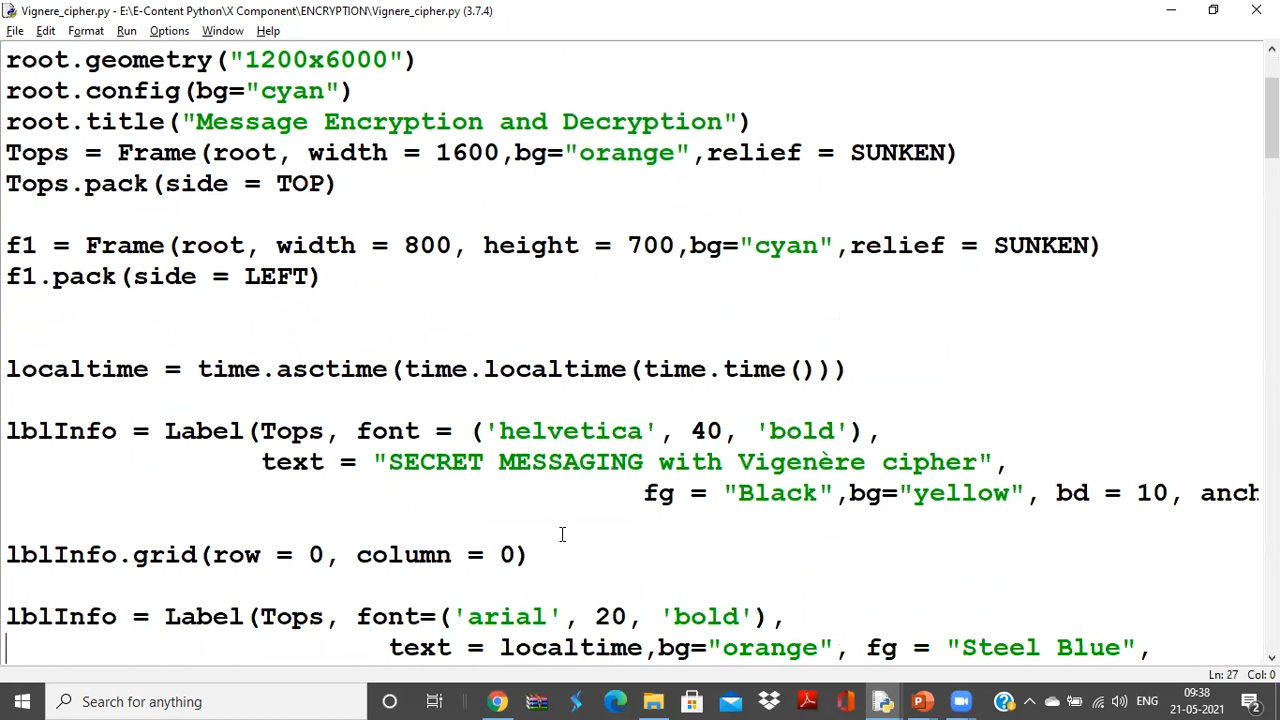 Vignere_cipher.py - E:\E-Content Python\X Component\ENCRYPTION\Vignere_cipher.py (3.7.4)
File Edit Format Run Options Window Help
root.geometry("1200x6000")
root.config(bg="cyan")
root.title("Message Encryption and Decryption")
Tops = Frame(root, width = 1600,bg="orange",relief = SUNKEN)
Tops.pack(side = TOP)
f1 = Frame(root, width = 800, height = 700,bg="cyan",relief = SUNKEN)
f1.pack(side = LEFT)
localtime = time.asctime(time.localtime(time.time()))
lblInfo = Label(Tops, font = ('helvetica', 40, 'bold'),
text = "SECRET MESSAGING with Vigenère cipher",
fg = "Black",bg="yellow", bd = 10, anch
lblInfo.grid(row = 0, column = 0)
lblInfo = Label(Tops, font=('arial', 20, 'bold'),
text = localtime,bg="orange", fg = "Steel Blue",
Ln: 27 Col: 0
Search for anything
ENG
09:38
21-05-2021
2